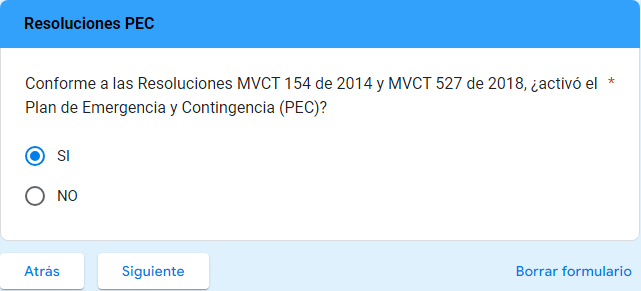 Resoluciones PEC
Conforme a las Resoluciones MVCT 154 de 2014 y MVCT 527 de 2018, ¿activó el *
Plan de Emergencia y Contingencia (PEC)?
SI
NO
Atrás
Siguiente
Borrar formulario